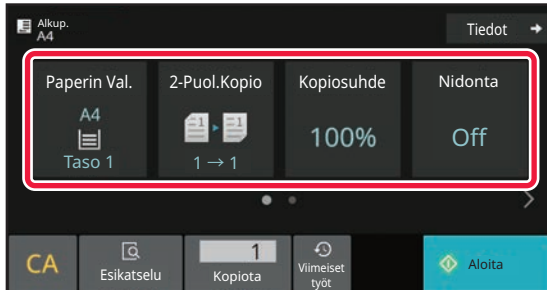 Alkup.
A4
Tiedot
Paperin Val.
A4
Taso 1
2-Puol.Kopio
1 → 1
Kopiosuhde
100%
Nidonta
Off
CA
Esikatselu
1
Kopiota
Viimeiset
työt
Aloita